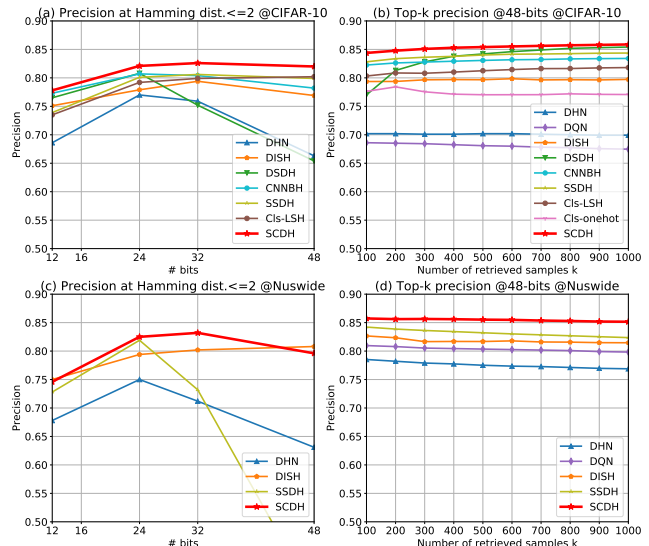 (a) Precision at Hamming dist.<=2 @CIFAR-10
0.90
0.85
0.80
0.75
0.70
0.65
0.60
0.55
0.50
Precision
12 16 24 32 48
# bits
DHN
DISH
DSDH
CNNBH
SSDH
Cls-LSH
SCDH
(b) Top-k precision @48-bits @CIFAR-10
0.90
0.85
0.80
0.75
0.70
0.65
0.60
0.55
0.50
Precision
100 200 300 400 500 600 700 800 900 1000
Number of retrieved samples k
DHN
DQN
DISH
DSDH
CNNBH
SSDH
Cls-LSH
Cls-onehot
SCDH
(c) Precision at Hamming dist.<=2 @Nuswide
0.90
0.85
0.80
0.75
0.70
0.65
0.60
0.55
0.50
Precision
12 16 24 32 48
# bits
DHN
DISH
SSDH
SCDH
(d) Top-k precision @48-bits @Nuswide
0.90
0.85
0.80
0.75
0.70
0.65
0.60
0.55
0.50
Precision
100 200 300 400 500 600 700 800 900 1000
Number of retrieved samples k
DHN
DQN
DISH
SSDH
SCDH